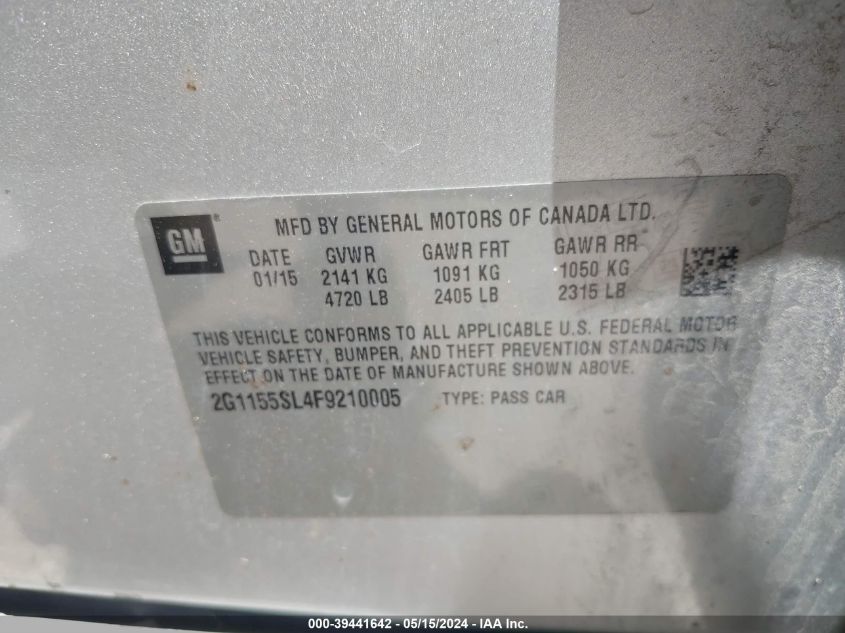 GM ®
MFD BY GENERAL MOTORS OF CANADA LTD.
DATE GVWR GAWR FRT GAWR RR
01/15 2141 KG 1091 KG 1050 KG
4720 LB 2405 LB 2315 LB
THIS VEHICLE CONFORMS TO ALL APPLICABLE U.S. FEDERAL MOTOR
VEHICLE SAFETY, BUMPER, AND THEFT PREVENTION STANDARDS IN
EFFECT ON THE DATE OF MANUFACTURE SHOWN ABOVE.
2G1155SL4F9210005 TYPE: PASS CAR
000-39441642 - 05/15/2024 - IAA Inc.